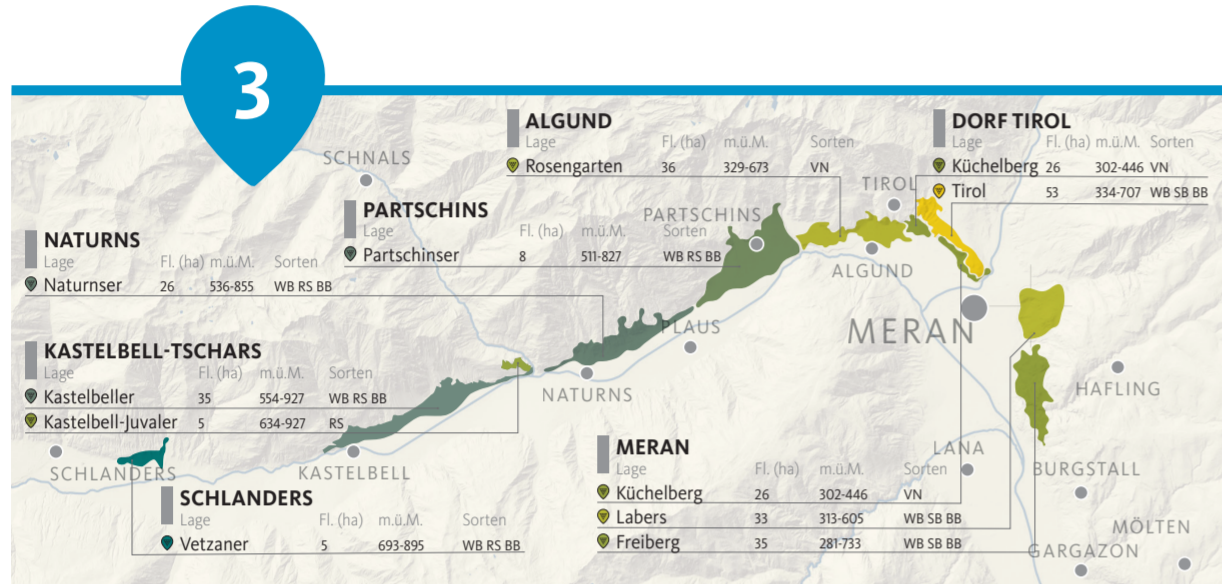 3
ALGUND
Lage Fl. (ha) m.ü.M. Sorten
Rosengarten 36 329-673 VN
DORF TIROL
Lage Fl. (ha) m.ü.M. Sorten
Küchelberg 26 302-446 VN
Tirol 53 334-707 WB SB BB
SCHNALS
TIROL
PARTSCHINS
Lage Fl. (ha) m.ü.M. Sorten
Partschinser 8 511-827 WB RS BB
PARTSCHINS
NATURNS
Lage Fl. (ha) m.ü.M. Sorten
Naturnser 26 536-855 WB RS BB
ALGUND
PLAUS
MERAN
KASTELBELL-TSCHARS
Lage Fl. (ha) m.ü.M. Sorten
Kastelbeller 35 554-927 WB RS BB
Kastelbell-Juvaler 5 634-927 RS
NATURNS
HAFLING
MERAN
Lage Fl. (ha) m.ü.M. Sorten
Küchelberg 26 302-446 VN
Labers 33 313-605 WB SB BB
Freiberg 35 281-733 WB SB BB
LANA
SCHLANDERS
KASTELBELL
BURGSTALL
SCHLANDERS
Lage Fl. (ha) m.ü.M. Sorten
Vetzaner 5 693-895 WB RS BB
MÖLTEN
GARGAZON